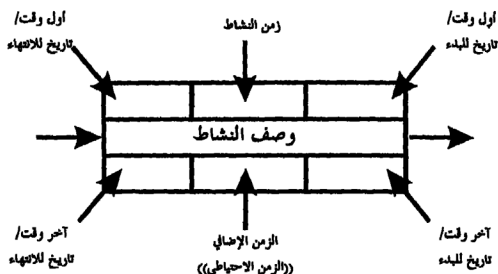 أول وقت/
تاريخ للبدء
زمن النشاط
أول وقت/
تاريخ للانتهاء
وصف النشاط
آخر وقت/
تاريخ للبدء
الزمن الإضافي
((الزمن الاحتياطى))
آخر وقت/
تاريخ للانتهاء